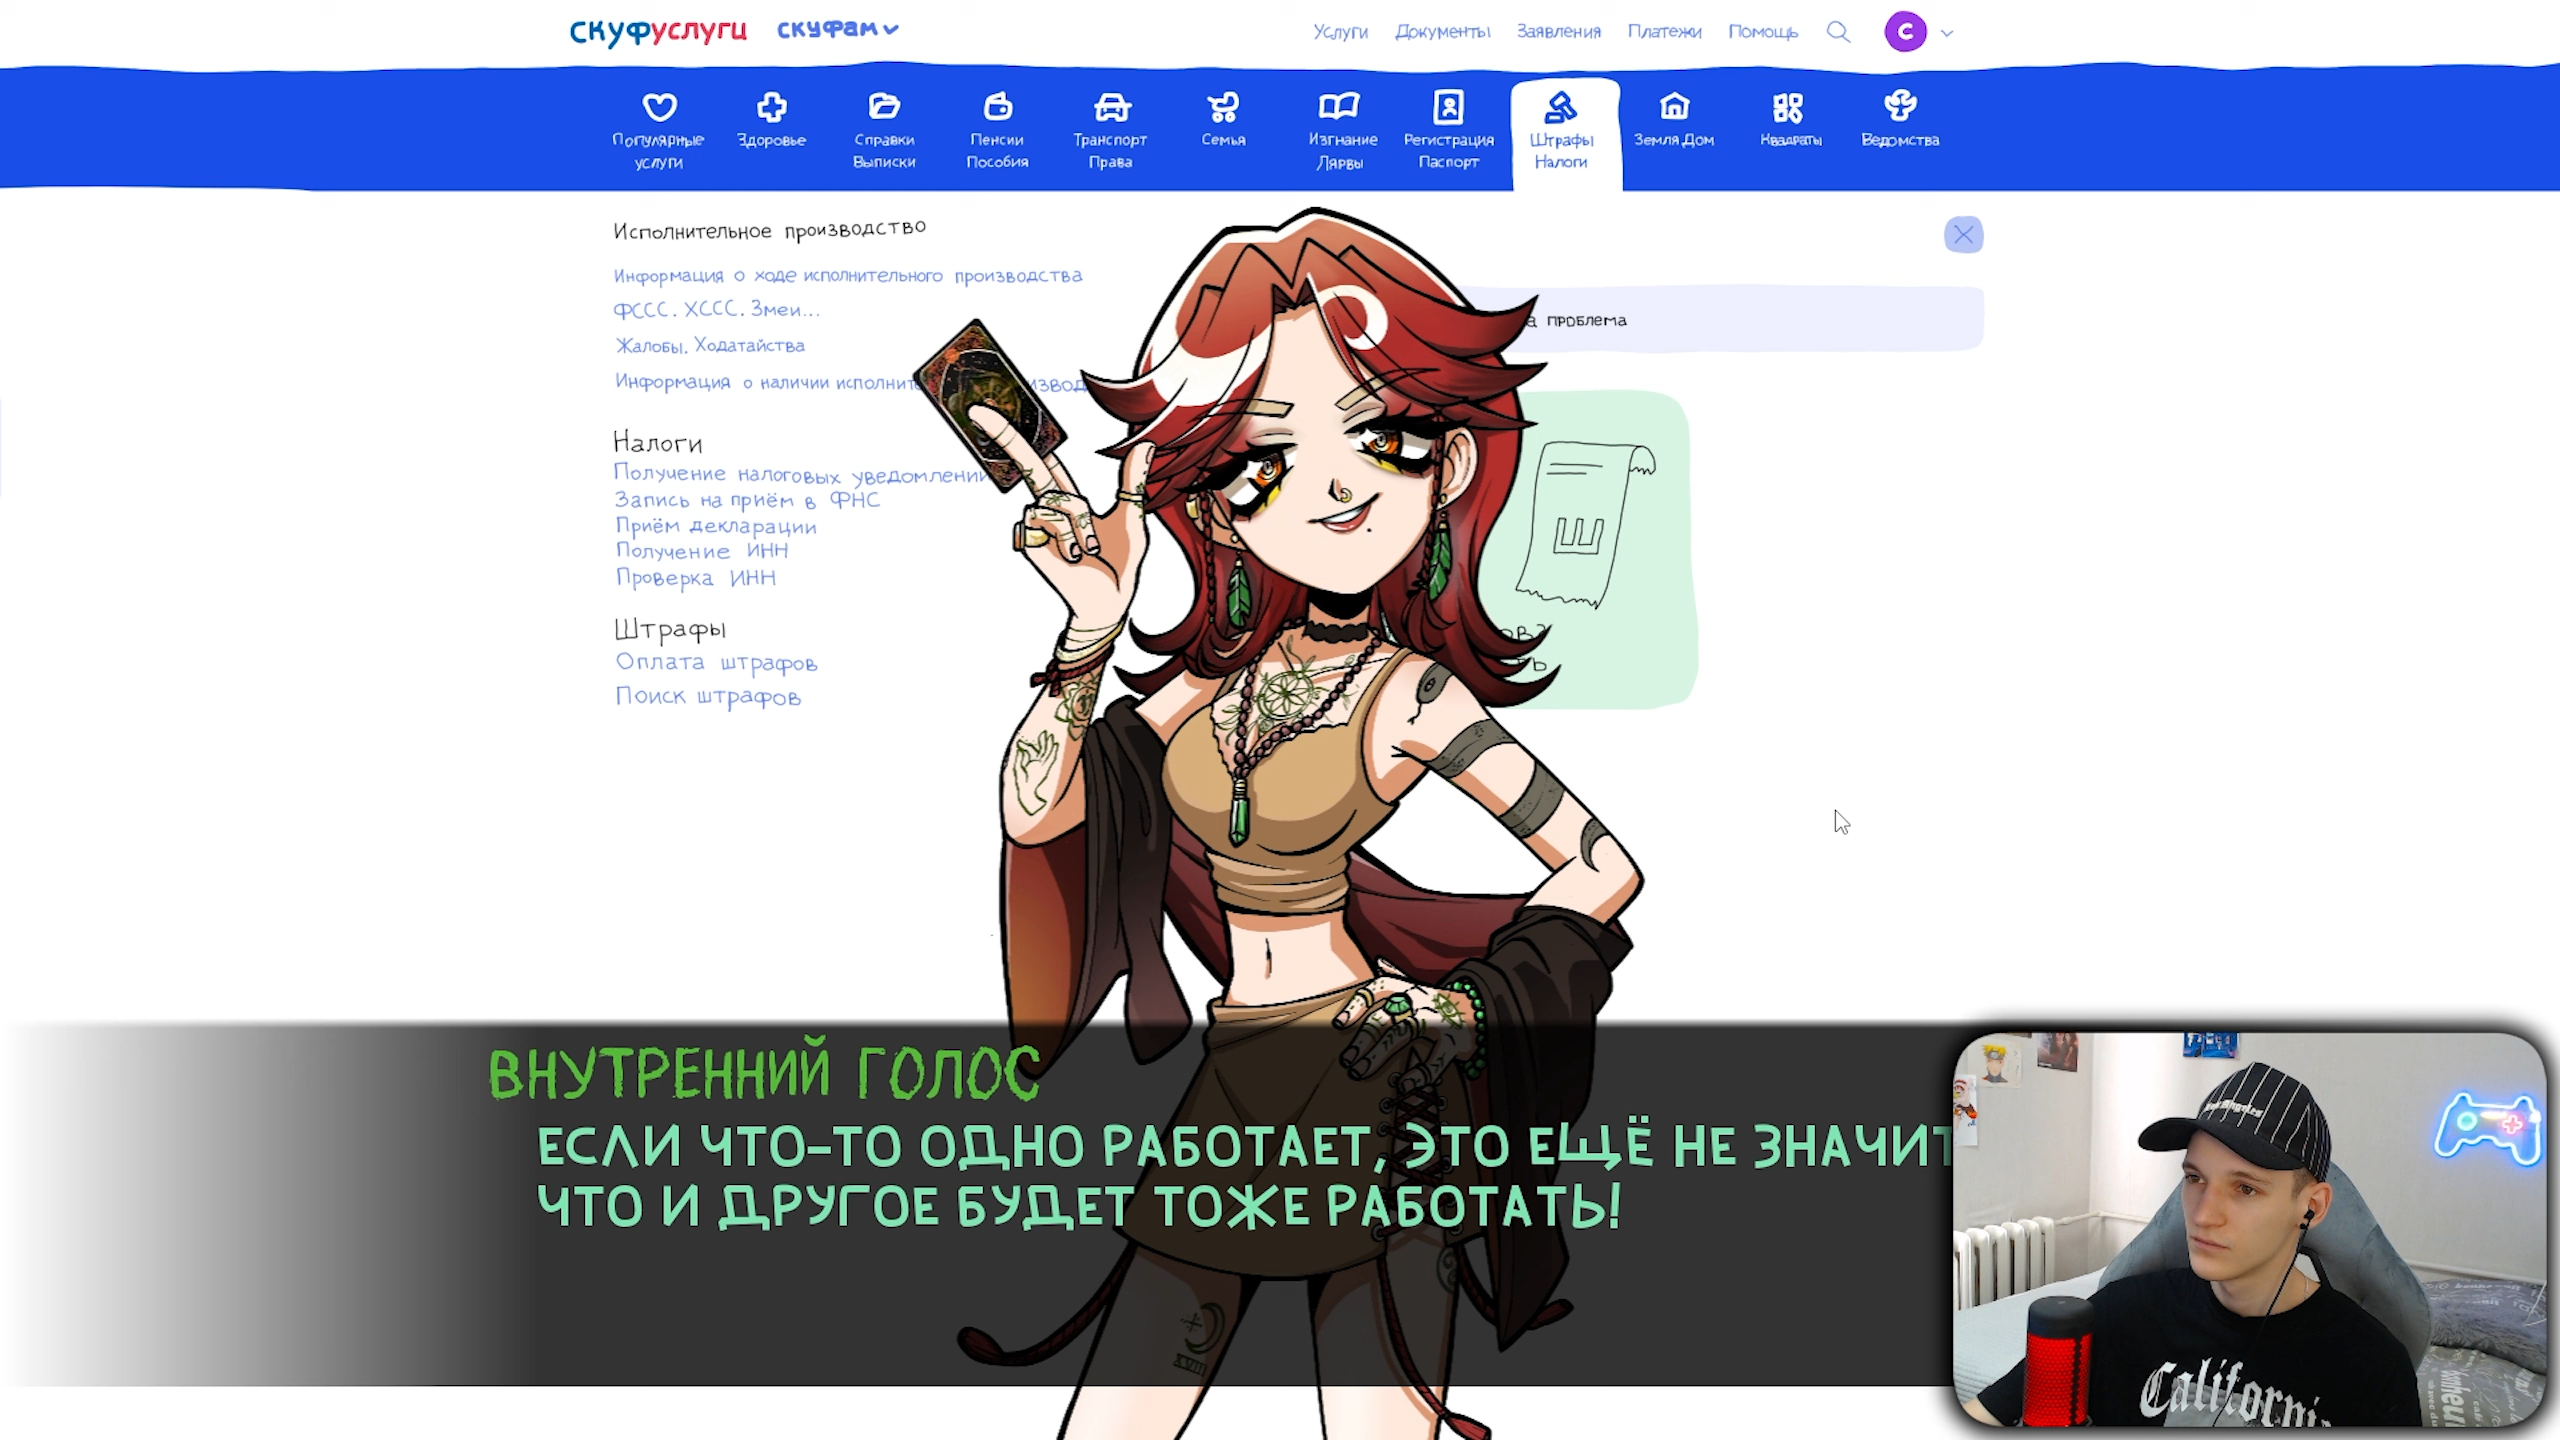 скуфуслуги скуфам Услуги Документы Заявления Платежи Помощь С
Популярные услуги
Здоровье
Справки Выписки
Пенсии Пособия
Транспорт Права
Семья
Изгнание Лярвы
Регистрация Паспорт
Штрафы Налоги
Земля Дом
Квадраты
Ведомства
Исполнительное производство
Информация о ходе исполнительного производства
ФССС. ХССС. Змеи...
Жалобы. Ходатайства
Информация о наличии
Налоги
Получение налоговых
Запись на приём в ФНС
Приём декларации
Получение ИНН
Проверка ИНН
Штрафы
Оплата штрафов
Поиск штрафов
проблема
Ш
ВНУТРЕННИЙ ГОЛОС
ЕСЛИ ЧТО-ТО ОДНО РАБОТАЕТ, ЭТО ЕЩЁ НЕ ЗНАЧИТ
ЧТО И ДРУГОЕ БУДЕТ ТОЖЕ РАБОТАТЬ!
XVIII